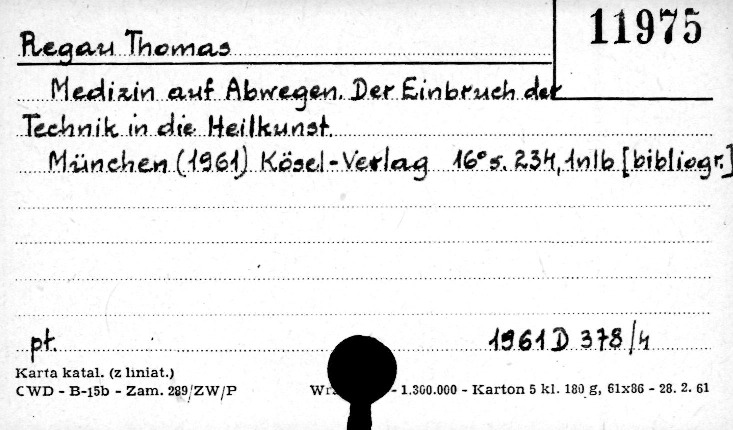 11975
Regau Thomas
Medizin auf Abwegen. Der Einbruch der
Technik in die Heilkunst.
München (1961) Kösel-Verlag 16° s. 234, 1nlb [bibliogr.]
pł. 1961 D 378/4
Karta katal. (z liniat.)
CWD - B-15b - Zam. 289/ZW/P - 1.300.000 - Karton 5 kl. 180 g, 61x86 - 28. 2. 61